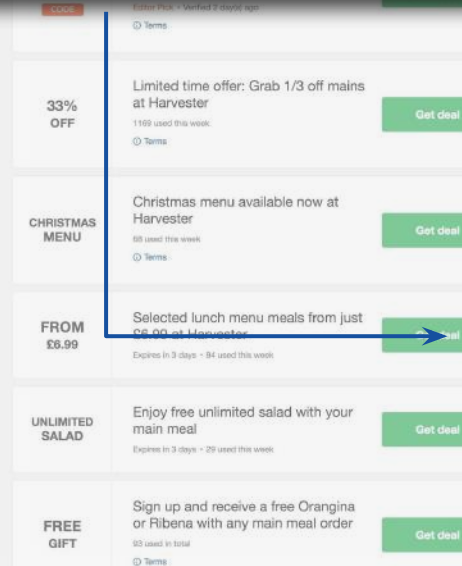 CODE
Editor Pick • Verified 2 day(s) ago
Terms
33%
OFF
Limited time offer: Grab 1/3 off mains
at Harvester
1169 used this week
Terms
Get deal
CHRISTMAS
MENU
Christmas menu available now at
Harvester
68 used this week
Terms
Get deal
FROM
£6.99
Selected lunch menu meals from just
£6.99 at Harvester
Expires in 3 days • 84 used this week
Get deal
UNLIMITED
SALAD
Enjoy free unlimited salad with your
main meal
Expires in 3 days • 29 used this week
Get deal
FREE
GIFT
Sign up and receive a free Orangina
or Ribena with any main meal order
93 used in total
Terms
Get deal